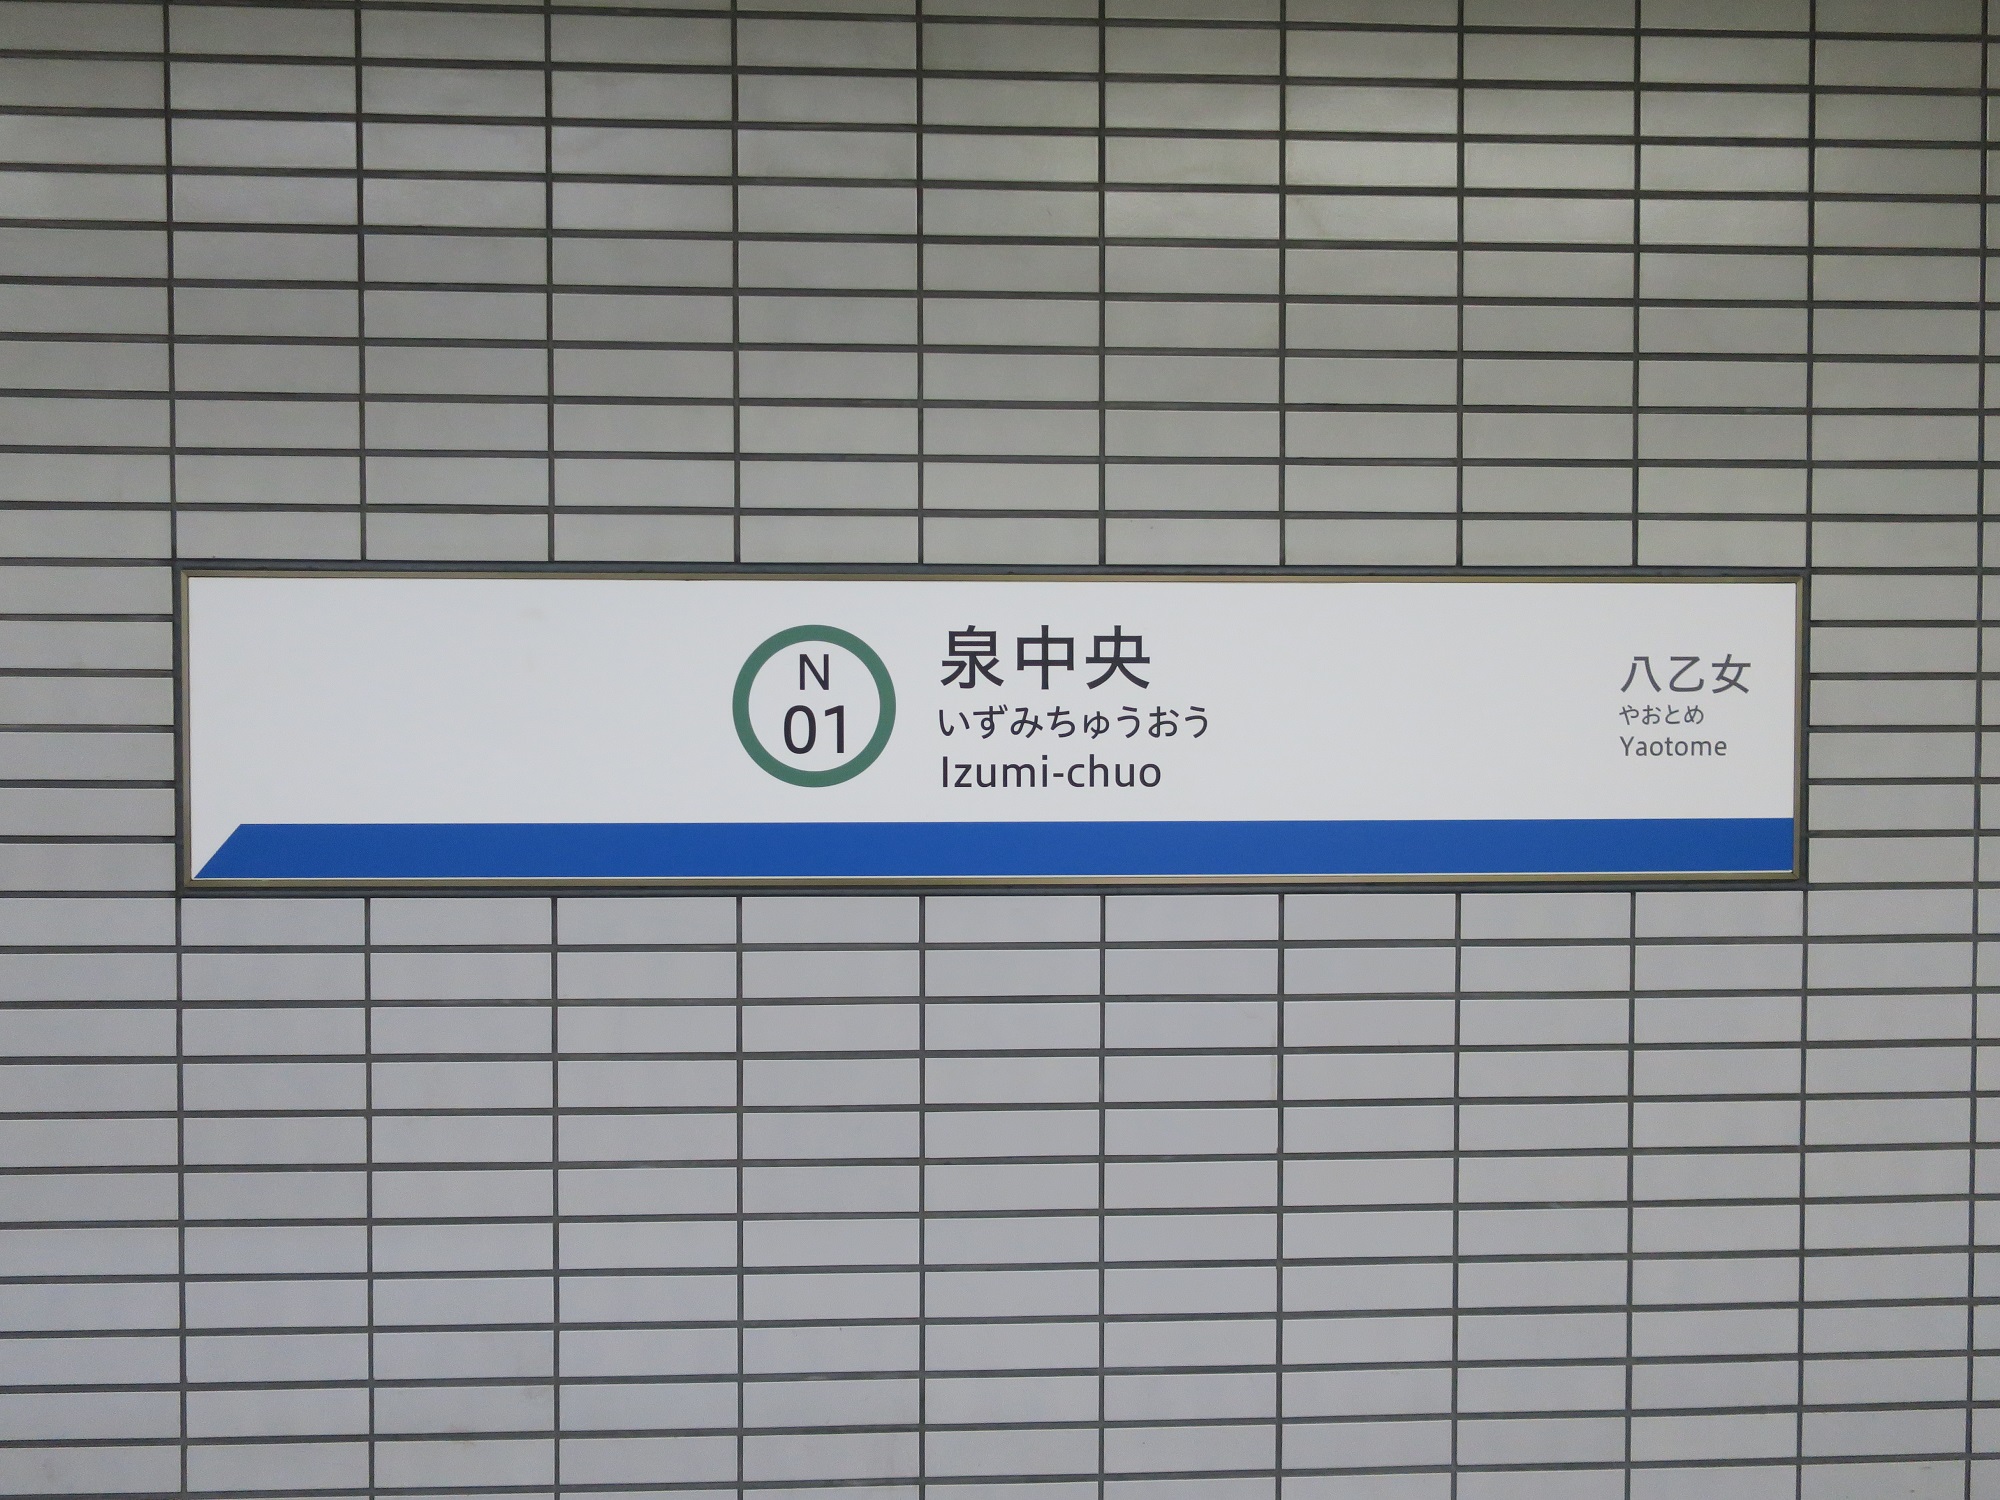 N
01
泉中央
いずみちゅうおう
Izumi-chuo
八乙女
やおとめ
Yaotome